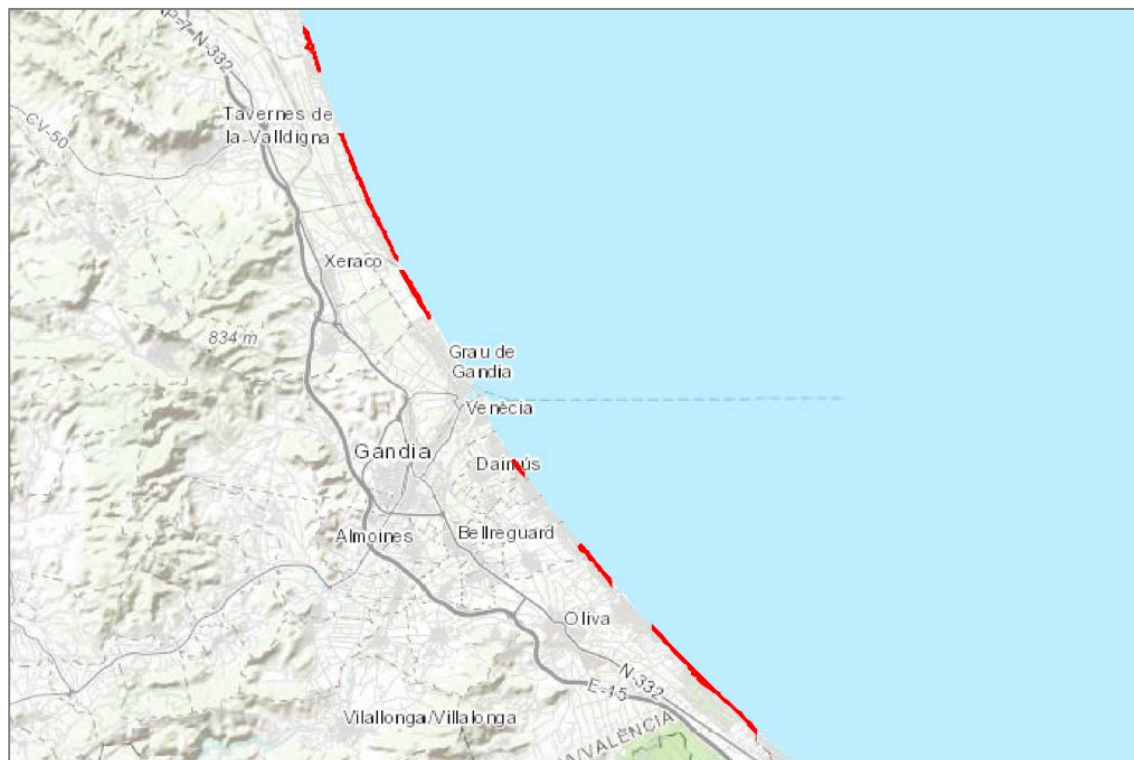 AP-7-N-332
CV-50
Tavernes de
la Valldigna
Xeraco
834 m
Grau de
Gandia
Venècia
Gandia
Daimús
Almoines
Bellreguard
Oliva
N-332
E-15
Vilallonga/Villalonga
/VALÈNCIA